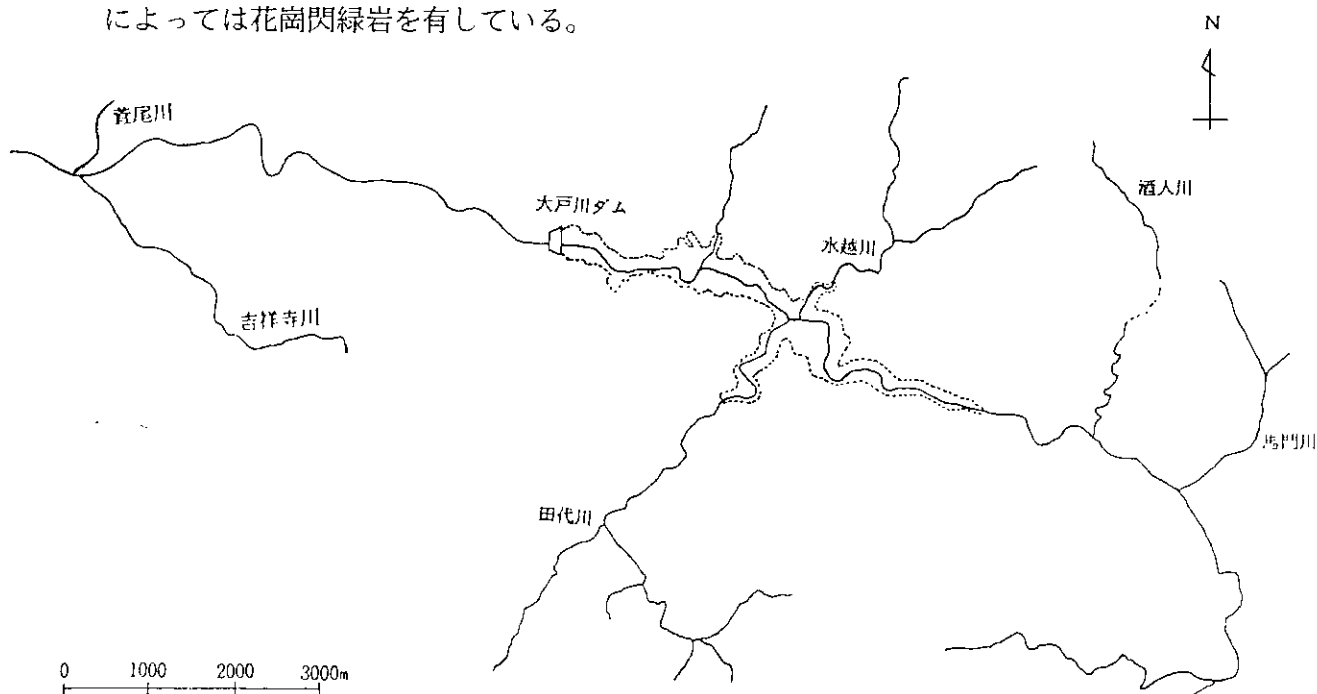 によっては花崗閃緑岩を有している。
N
萱尾川
酒人川
大戸川ダム
水越川
吉祥寺川
馬門川
田代川
0 1000 2000 3000m